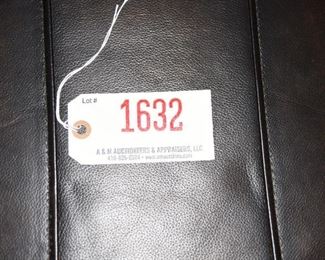 Lot #
1632
A & M AUCTIONEERS & APPRAISERS, LLC